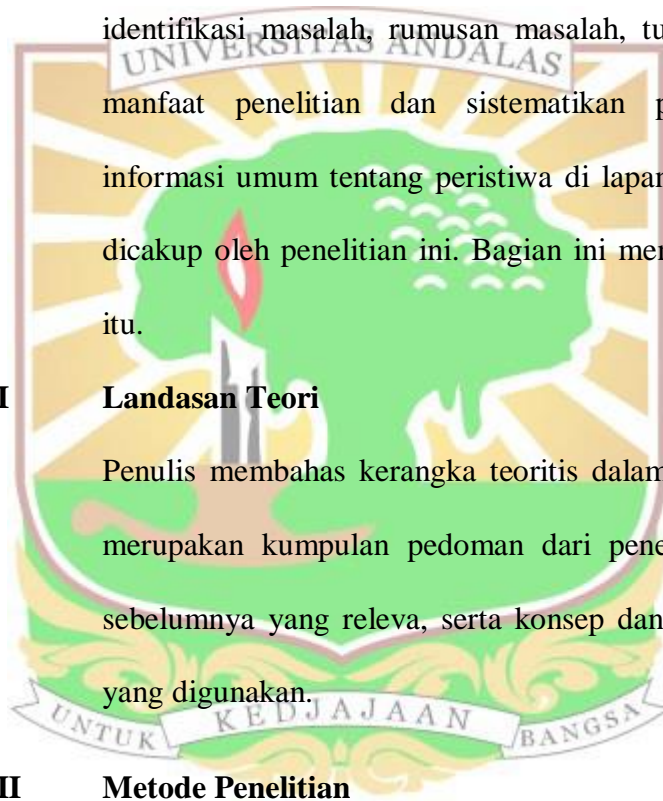 identifikasi masalah, rumusan masalah, tu
UNIVERSITAS ANDALAS
manfaat penelitian dan sistematikan p
informasi umum tentang peristiwa di lapan
dicakup oleh penelitian ini. Bagian ini men
itu.
I Landasan Teori
Penulis membahas kerangka teoritis dalam
merupakan kumpulan pedoman dari pene
sebelumnya yang releva, serta konsep dan
yang digunakan.
UNTUK KEDJAJAAN BANGSA
II Metode Penelitian